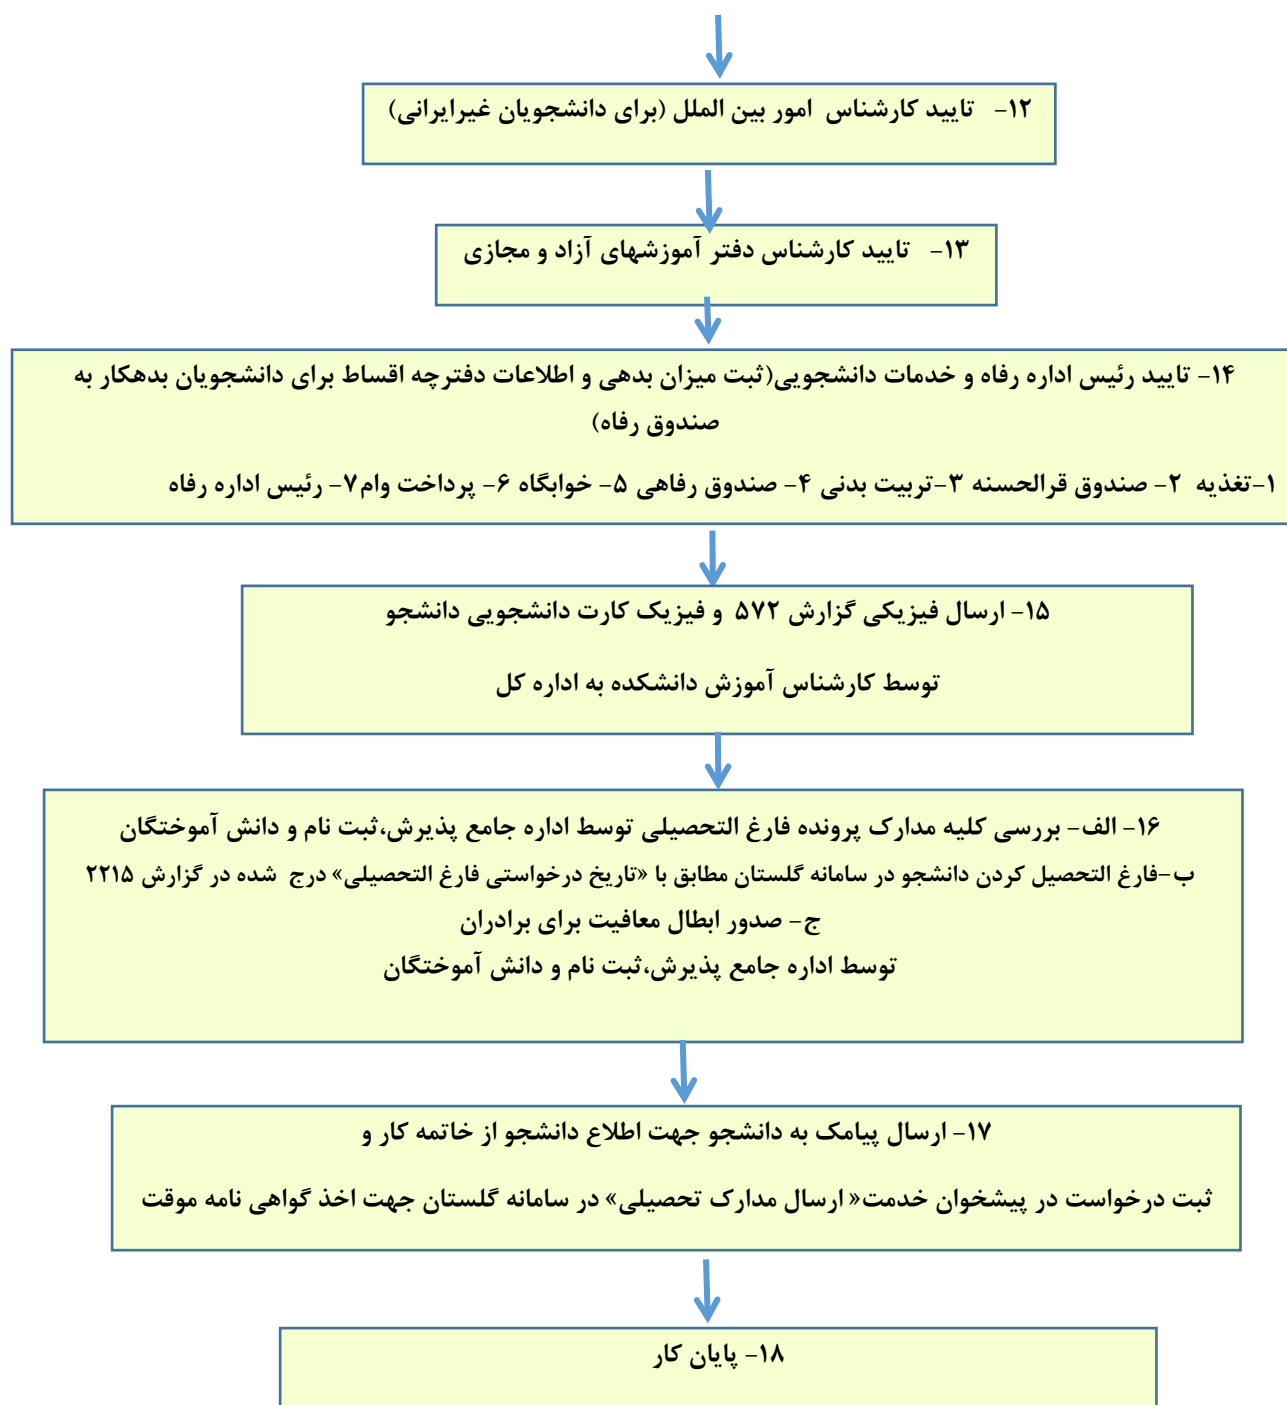 ۱۲- تایید کارشناس امور بین الملل (برای دانشجویان غیرایرانی)
۱۳- تایید کارشناس دفتر آموزشهای آزاد و مجازی
۱۴- تایید رئیس اداره رفاه و خدمات دانشجویی(ثبت میزان بدهی و اطلاعات دفترچه اقساط برای دانشجویان بدهکار به
صندوق رفاه)
۱-تغذیه ۲- صندوق قرالحسنه ۳-تربیت بدنی ۴- صندوق رفاهی ۵- خوابگاه ۶- پرداخت وام۷- رئیس اداره رفاه
۱۵- ارسال فیزیکی گزارش ۵۷۲ و فیزیک کارت دانشجویی دانشجو
توسط کارشناس آموزش دانشکده به اداره کل
۱۶- الف- بررسی کلیه مدارک پرونده فارغ التحصیلی توسط اداره جامع پذیرش،ثبت نام و دانش آموختگان
ب-فارغ التحصیل کردن دانشجو در سامانه گلستان مطابق با «تاریخ درخواستی فارغ التحصیلی» درج شده در گزارش ۲۲۱۵
ج- صدور ابطال معافیت برای برادران
توسط اداره جامع پذیرش،ثبت نام و دانش آموختگان
۱۷- ارسال پیامک به دانشجو جهت اطلاع دانشجو از خاتمه کار و
ثبت درخواست در پیشخوان خدمت« ارسال مدارک تحصیلی» در سامانه گلستان جهت اخذ گواهی نامه موقت
۱۸- پایان کار